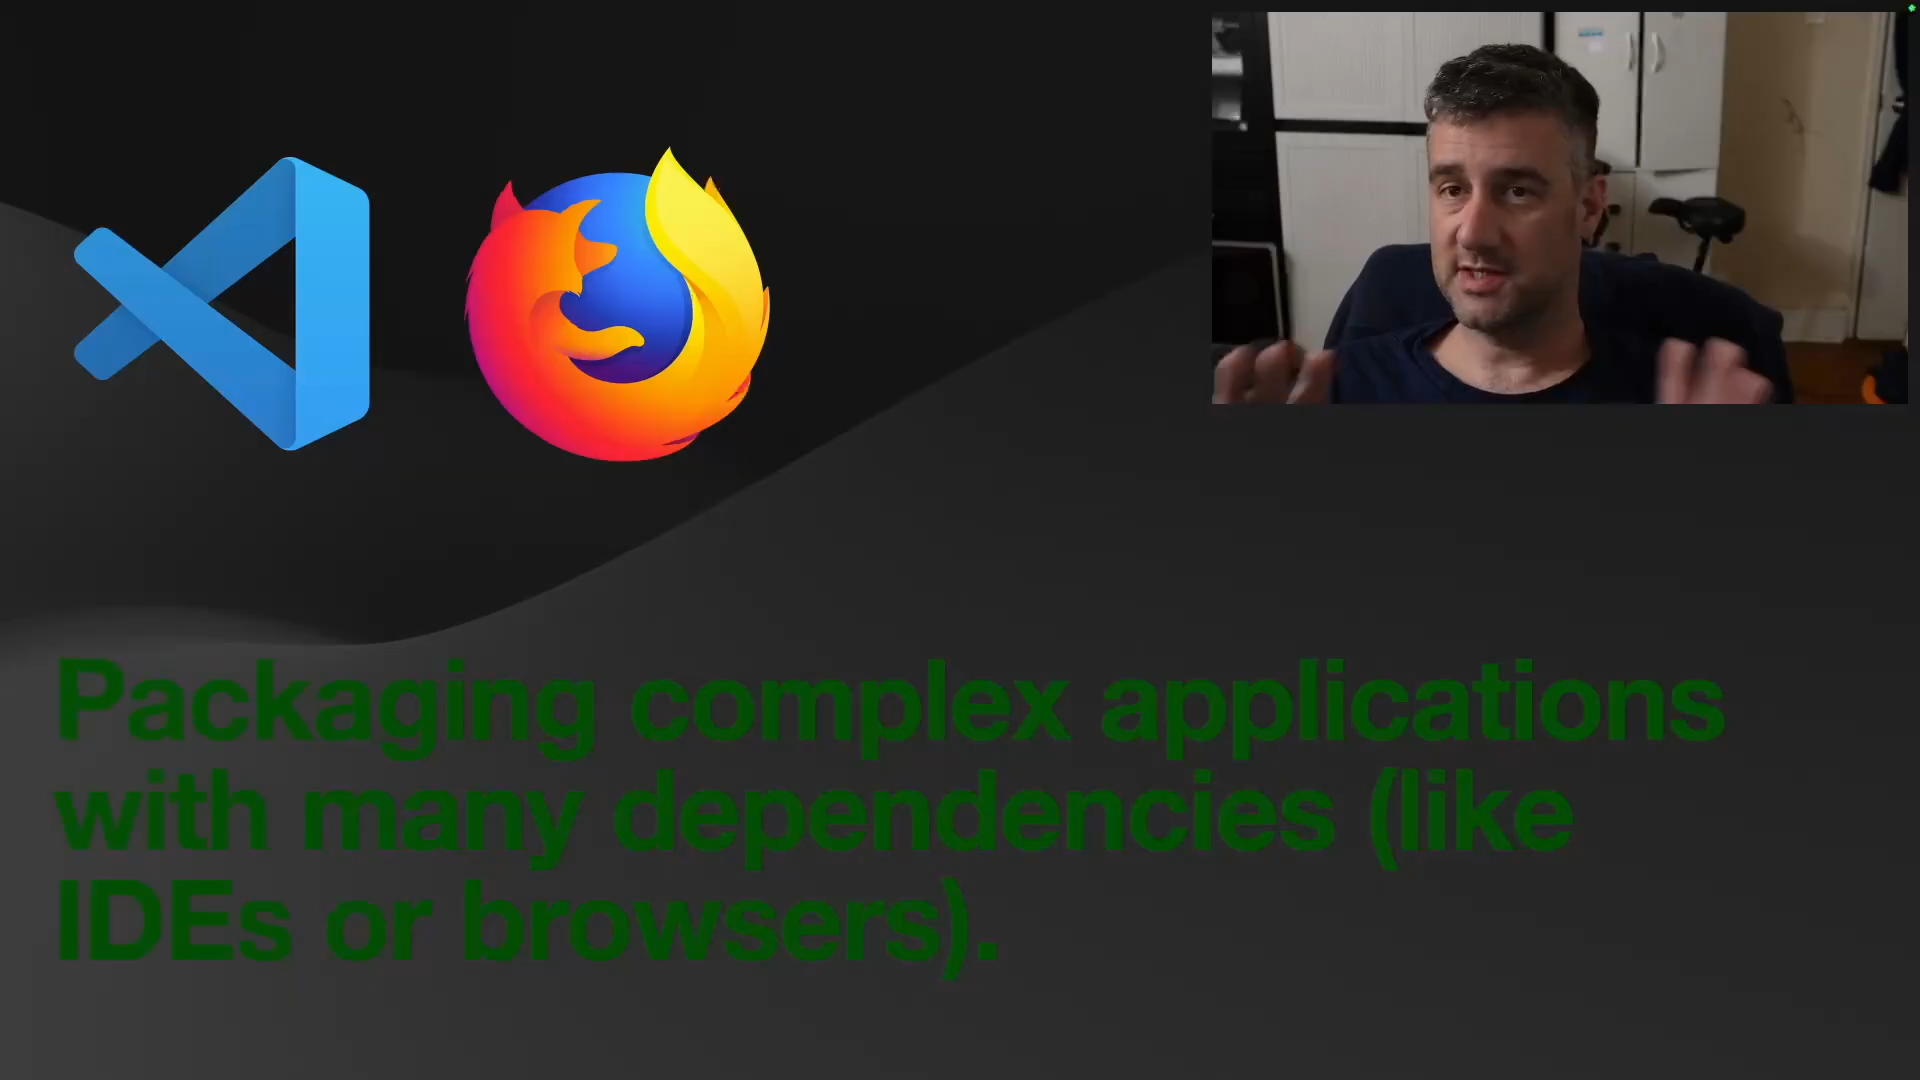 Packaging complex applications
with many dependencies (like
IDEs or browsers).